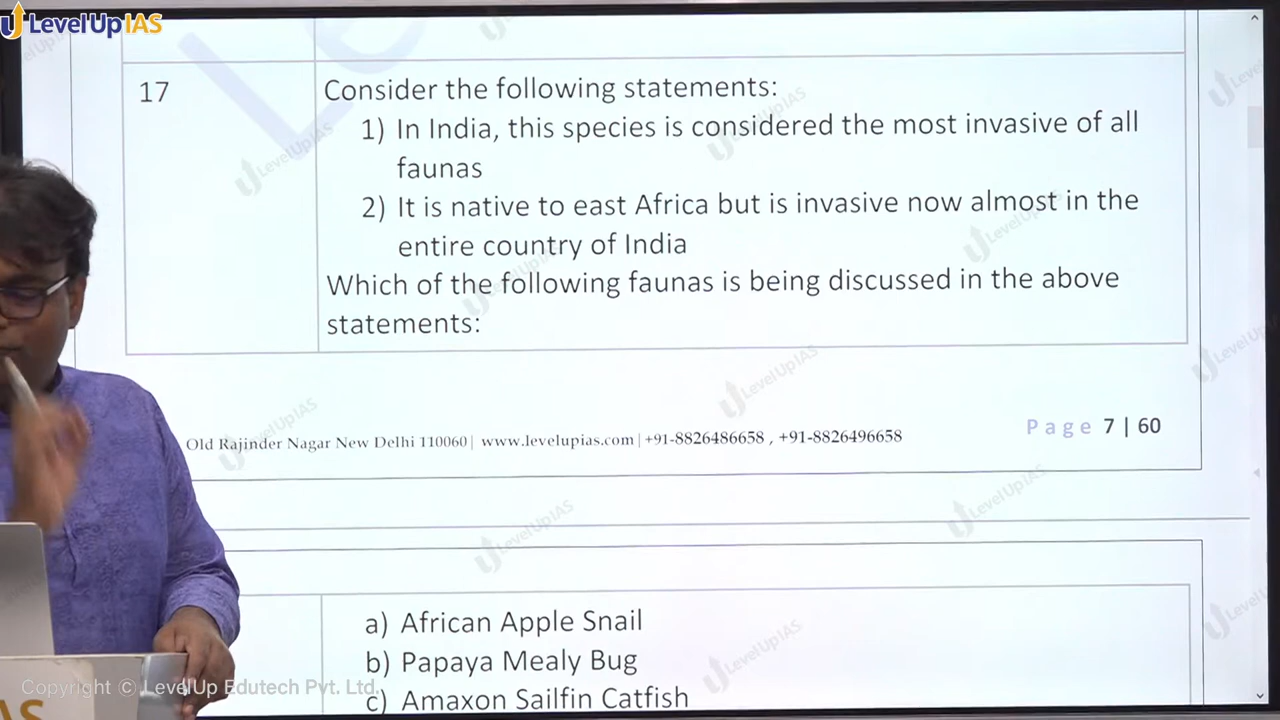 LevelUp IAS
17
Consider the following statements:
1) In India, this species is considered the most invasive of all
faunas
2) It is native to east Africa but is invasive now almost in the
entire country of India
Which of the following faunas is being discussed in the above
statements:
Old Rajinder Nagar New Delhi 110060| www.levelupias.com | +91-8826486658 , +91-8826496658
Page 7 | 60
a) African Apple Snail
b) Papaya Mealy Bug
c) Amaxon Sailfin Catfish
Copyright © LevelUp Edutech Pvt. Ltd.
AS